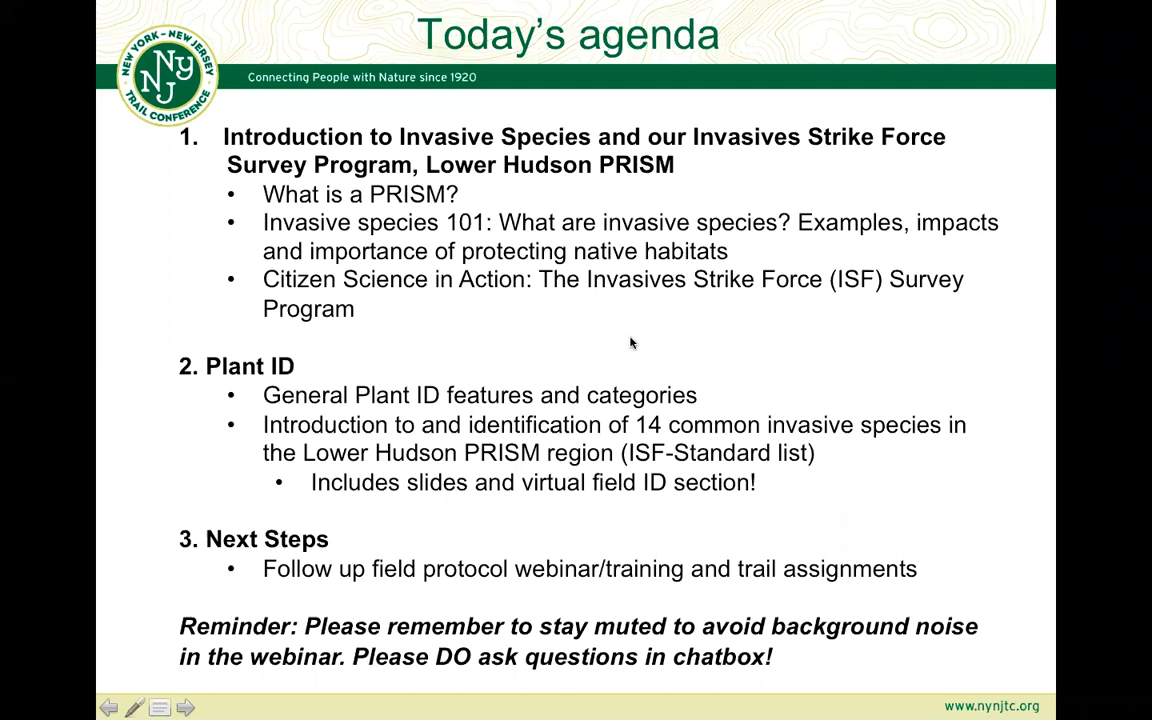 Today's agenda
NEW YORK - NEW JERSEY
NY
NJ
TRAIL CONFERENCE
Connecting People with Nature since 1920
1. Introduction to Invasive Species and our Invasives Strike Force
Survey Program, Lower Hudson PRISM
• What is a PRISM?
• Invasive species 101: What are invasive species? Examples, impacts
and importance of protecting native habitats
• Citizen Science in Action: The Invasives Strike Force (ISF) Survey
Program
2. Plant ID
• General Plant ID features and categories
• Introduction to and identification of 14 common invasive species in
the Lower Hudson PRISM region (ISF-Standard list)
• Includes slides and virtual field ID section!
3. Next Steps
• Follow up field protocol webinar/training and trail assignments
Reminder: Please remember to stay muted to avoid background noise
in the webinar. Please DO ask questions in chatbox!
www.nynjtc.org